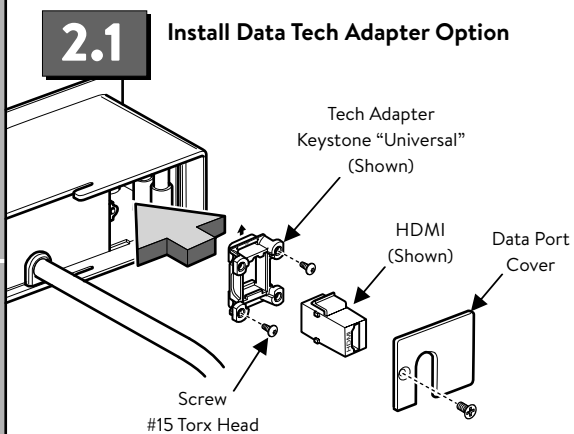 2.1
Install Data Tech Adapter Option
Tech Adapter
Keystone “Universal”
(Shown)
HDMI
(Shown)
Data Port
Cover
HDMI
Screw
#15 Torx Head